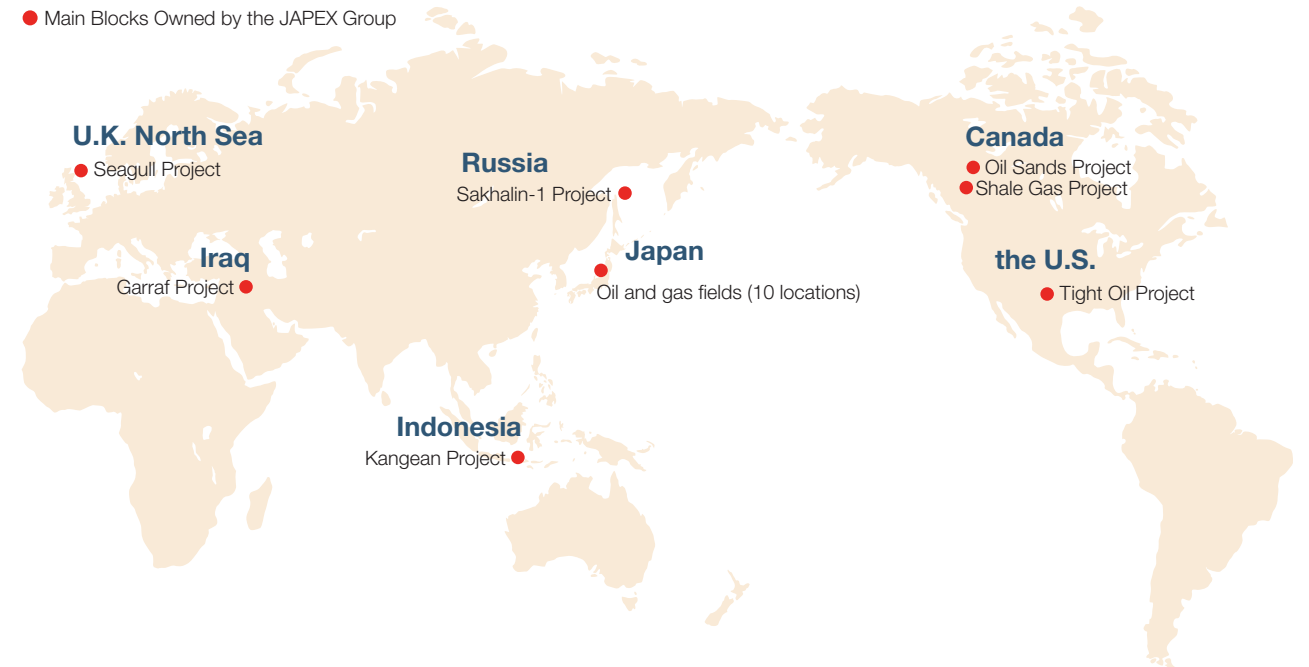 Main Blocks Owned by the JAPEX Group
U.K. North Sea
Seagull Project
Russia
Sakhalin-1 Project
Canada
Oil Sands Project
Shale Gas Project
Iraq
Garraf Project
Japan
Oil and gas fields (10 locations)
the U.S.
Tight Oil Project
Indonesia
Kangean Project